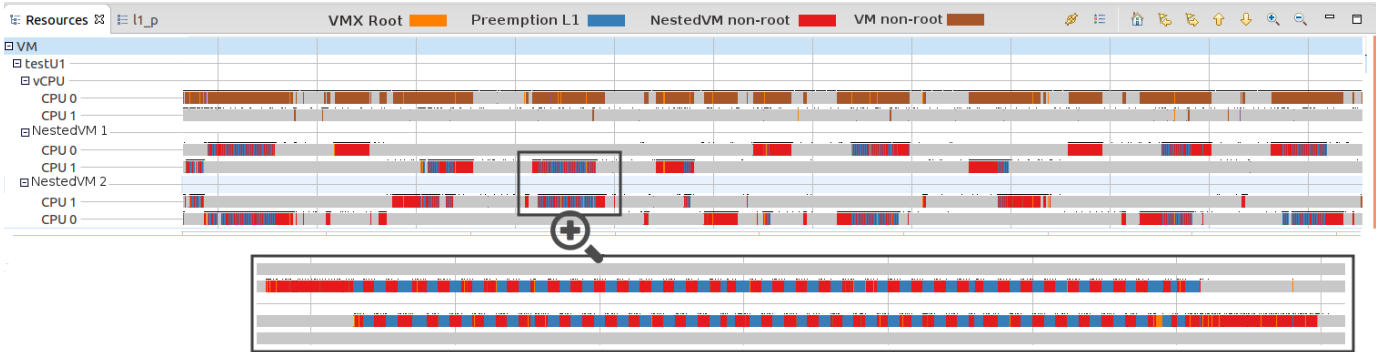 Resources l1_p VMX Root Preemption L1 NestedVM non-root VM non-root
VM
testU1
vCPU
CPU 0
CPU 1
NestedVM 1
CPU 0
CPU 1
NestedVM 2
CPU 1
CPU 0